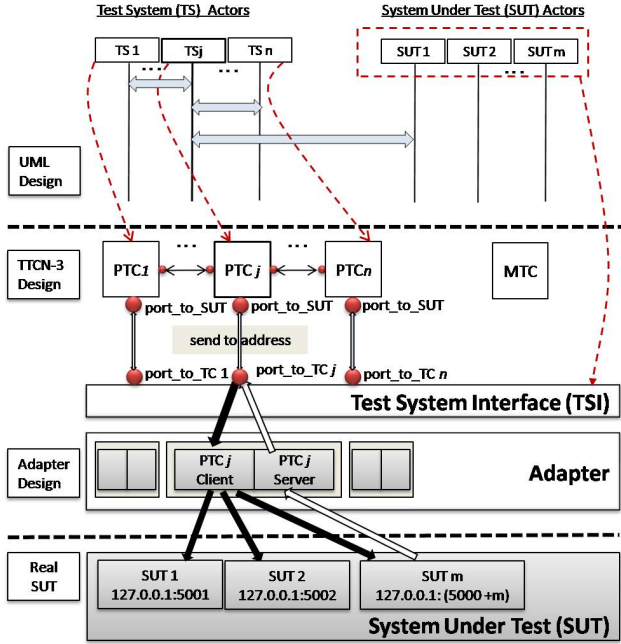 Test System (TS) Actors
System Under Test (SUT) Actors
TS 1
TSj
TS n
SUT 1
SUT 2
SUT m
...
...
...
UML
Design
TTCN-3
Design
PTC1
...
PTC j
...
PTCn
MTC
port_to_SUT
port_to_SUT
port_to_SUT
send to address
port_to_TC 1
port_to_TC j
port_to_TC n
Test System Interface (TSI)
Adapter
Design
PTC j
Client
PTC j
Server
Adapter
Real
SUT
SUT 1
127.0.0.1:5001
SUT 2
127.0.0.1:5002
SUT m
127.0.0.1: (5000 +m)
System Under Test (SUT)